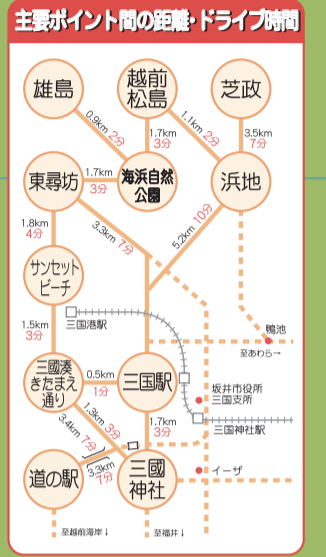 主要ポイント間の距離・ドライブ時間
雄島
越前
松島
芝政
0.9km 2分
1.7km
3分
1.1km 2分
3.5km
7分
東尋坊
1.7km
3分
海浜自然
公園
浜地
1.8km
4分
3.3km 7分
5.2km 10分
サンセット
ビーチ
三国港駅
鴨池
至あわら→
1.5km
3分
三國湊
きたまえ
通り
0.5km
1分
三国駅
坂井市役所
三国支所
三国神社駅
1.3km 3分
3.4km 7分
1.7km
3分
3.3km
7分
道の駅
三國
神社
イーザ
至越前海岸↓
至福井↓